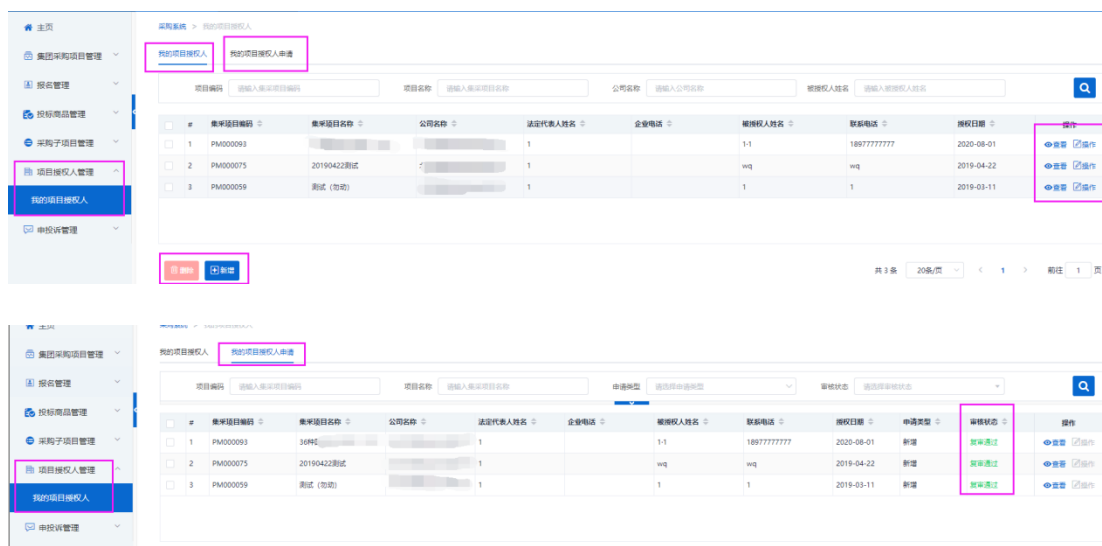 主页
采购系统 > 我的项目授权人
集团采购项目管理
我的项目授权人 我的项目授权人申请
报名管理
项目编码 请输入集采项目编码 项目名称 请输入集采项目名称 公司名称 请输入公司名称 被授权人姓名 请输入被授权人姓名
投标商品管理
# 集采项目编码 集采项目名称 公司名称 法定代表人姓名 企业电话 被授权人姓名 联系电话 授权日期 操作
采购子项目管理
1 PM000093 1 1-1 18977777777 2020-08-01 查看 操作
项目授权人管理
2 PM000075 20190422测试 1 wq wq 2019-04-22 查看 操作
我的项目授权人
3 PM000059 测试（勿动） 1 1 1 2019-03-11 查看 操作
申投诉管理
删除 新增
共 3 条 20条/页 < 1 > 前往 1 页
主页
采购系统 > 我的项目授权人
集团采购项目管理
我的项目授权人 我的项目授权人申请
报名管理
项目编码 请输入集采项目编码 项目名称 请输入集采项目名称 申请类型 请选择申请类型 审核状态 请选择审核状态
投标商品管理
# 集采项目编码 集采项目名称 公司名称 法定代表人姓名 企业电话 被授权人姓名 联系电话 授权日期 申请类型 审核状态 操作
采购子项目管理
1 PM000093 1 1-1 18977777777 2020-08-01 新增 复审通过 查看 操作
项目授权人管理
2 PM000075 20190422测试 1 wq wq 2019-04-22 新增 复审通过 查看 操作
我的项目授权人
3 PM000059 测试（勿动） 1 1 1 2019-03-11 新增 复审通过 查看 操作
申投诉管理